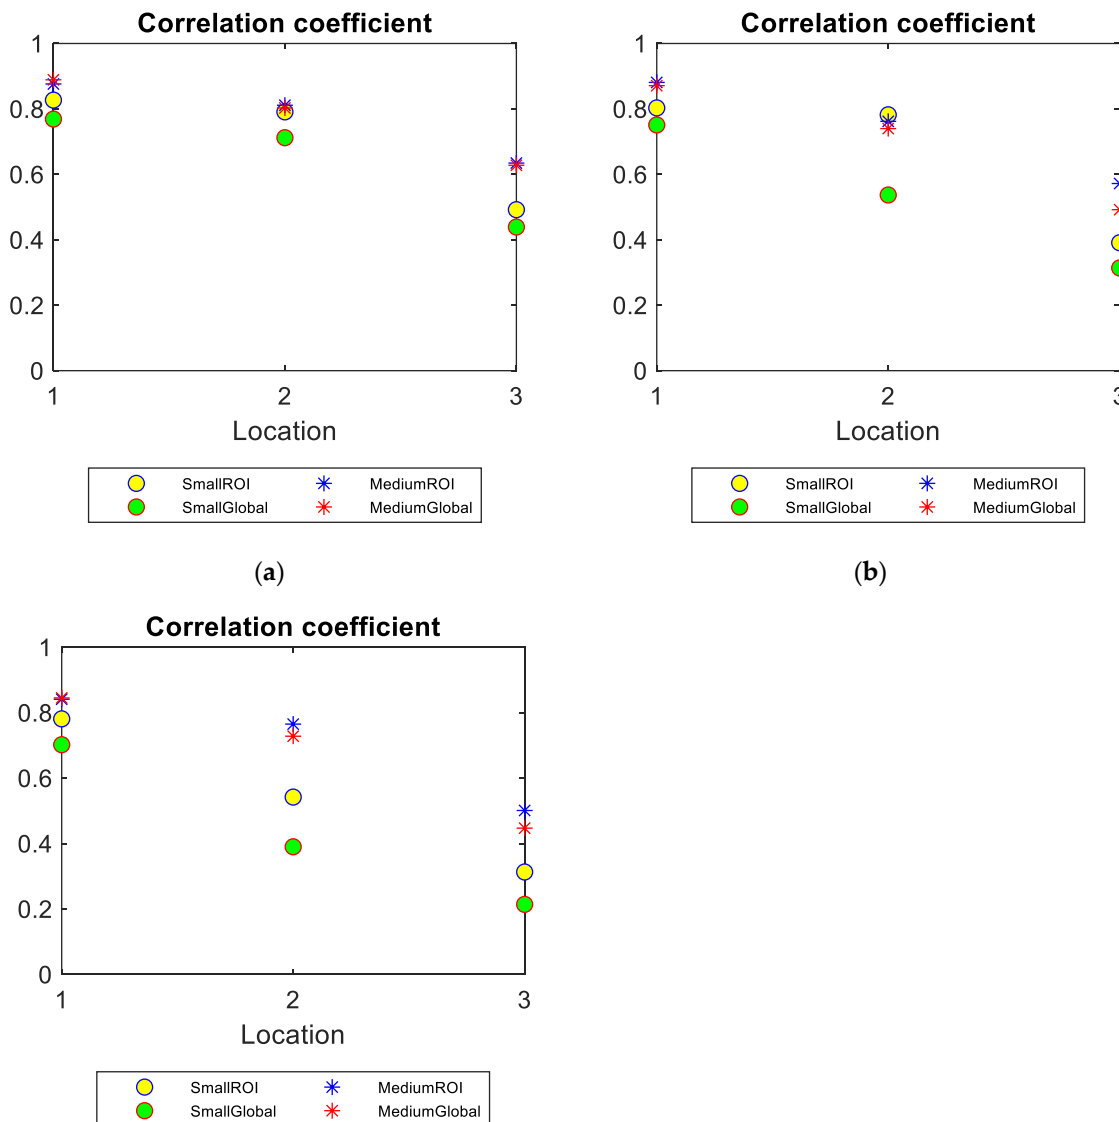 Correlation coefficient
1
0.8
0.6
0.4
0.2
0
1 2 3
Location
SmallROI MediumROI
SmallGlobal MediumGlobal
(a)
Correlation coefficient
1
0.8
0.6
0.4
0.2
0
1 2 3
Location
SmallROI MediumROI
SmallGlobal MediumGlobal
(b)
Correlation coefficient
1
0.8
0.6
0.4
0.2
0
1 2 3
Location
SmallROI MediumROI
SmallGlobal MediumGlobal